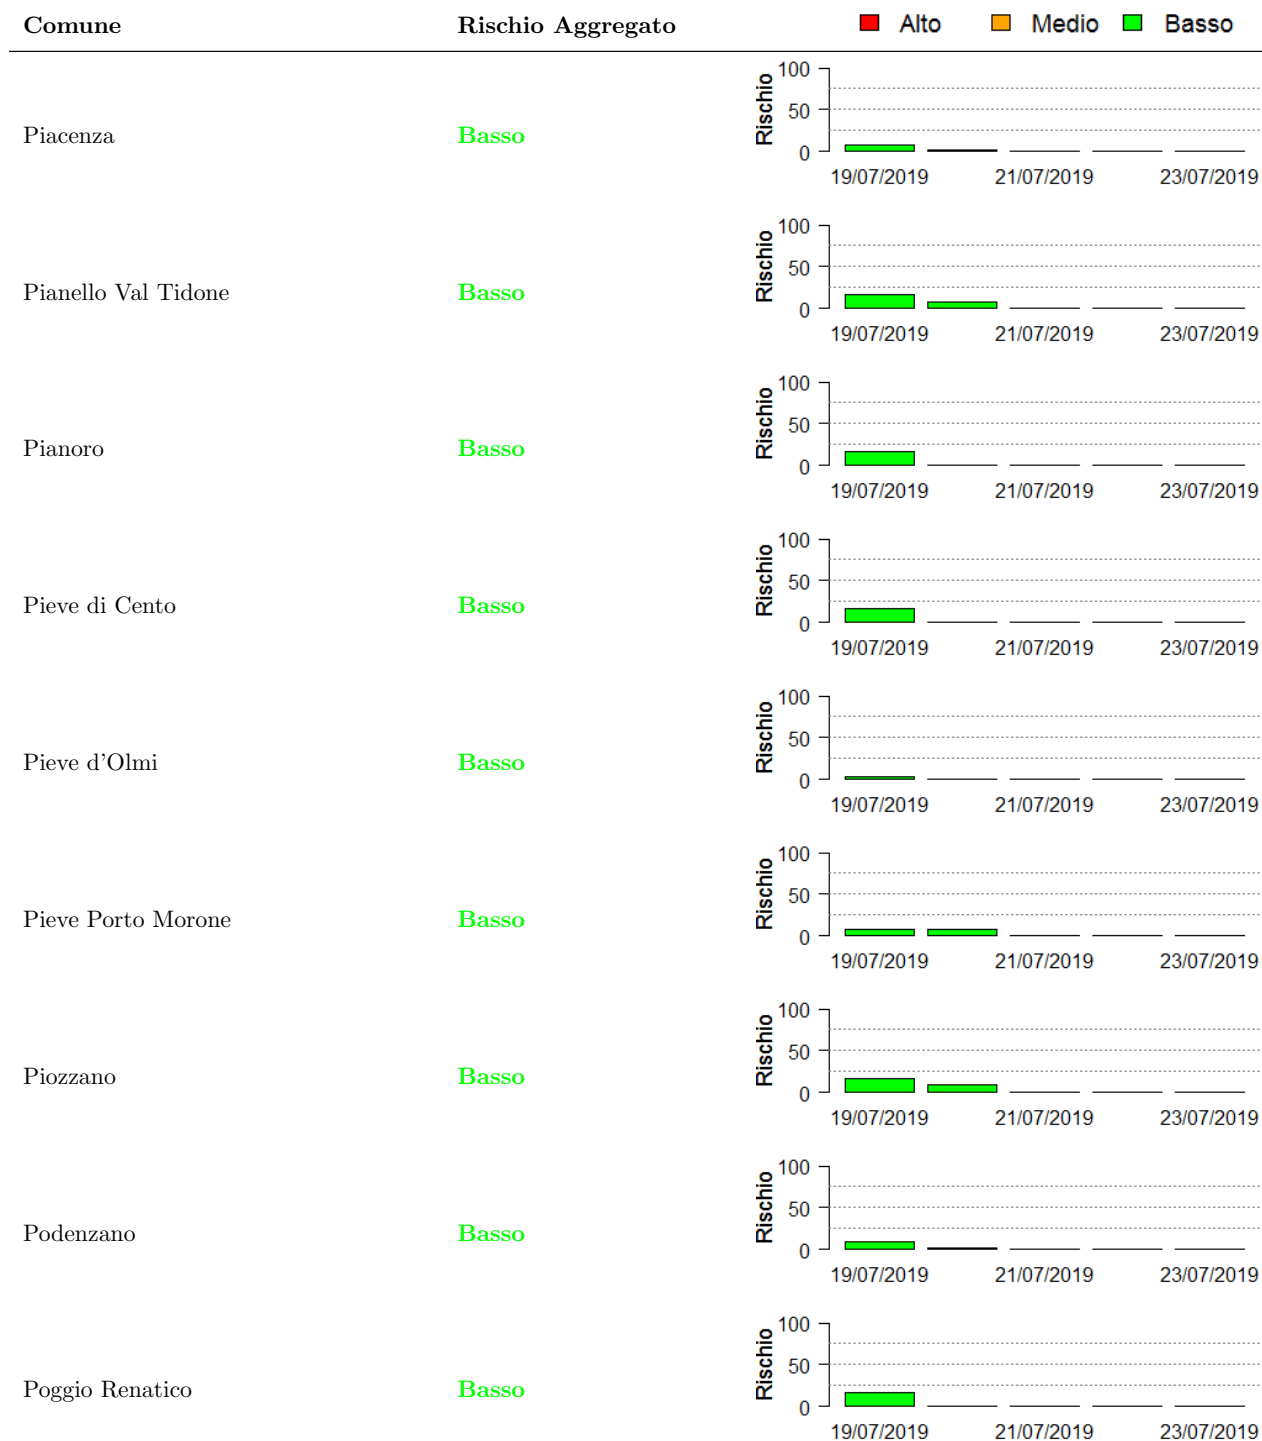 Comune Rischio Aggregato Alto Medio Basso
Piacenza Basso
Rischio
100
50
0
19/07/2019 21/07/2019 23/07/2019
Pianello Val Tidone Basso
Rischio
100
50
0
19/07/2019 21/07/2019 23/07/2019
Pianoro Basso
Rischio
100
50
0
19/07/2019 21/07/2019 23/07/2019
Pieve di Cento Basso
Rischio
100
50
0
19/07/2019 21/07/2019 23/07/2019
Pieve d'Olmi Basso
Rischio
100
50
0
19/07/2019 21/07/2019 23/07/2019
Pieve Porto Morone Basso
Rischio
100
50
0
19/07/2019 21/07/2019 23/07/2019
Piozzano Basso
Rischio
100
50
0
19/07/2019 21/07/2019 23/07/2019
Podenzano Basso
Rischio
100
50
0
19/07/2019 21/07/2019 23/07/2019
Poggio Renatico Basso
Rischio
100
50
0
19/07/2019 21/07/2019 23/07/2019